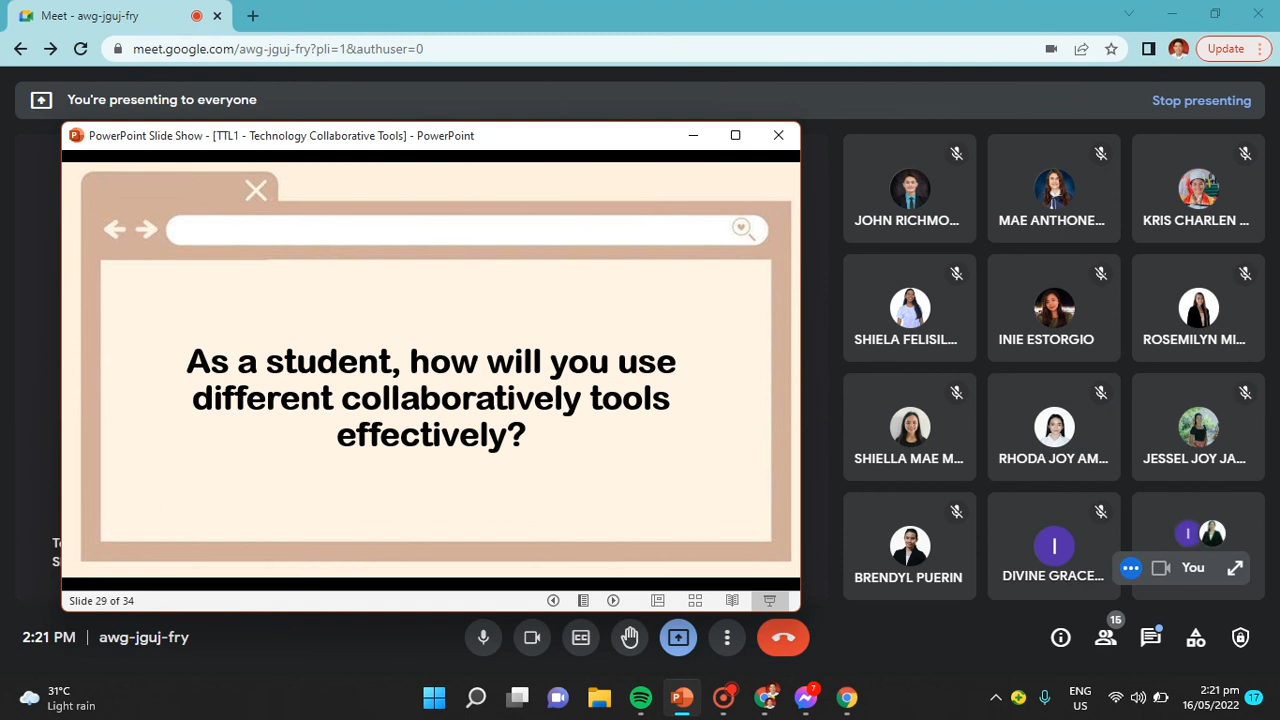 Meet - awg-jguj-fry
meet.google.com/awg-jguj-fry?pli=1&authuser=0
Update
You're presenting to everyone
Stop presenting
PowerPoint Slide Show - [TTL1 - Technology Collaborative Tools] - PowerPoint
As a student, how will you use
different collaboratively tools
effectively?
Slide 29 of 34
JOHN RICHMO...
MAE ANTHONE...
KRIS CHARLEN ...
SHIELA FELISIL...
INIE ESTORGIO
ROSEMILYN MI...
SHIELLA MAE M...
RHODA JOY AM...
JESSEL JOY JA...
BRENDYL PUERIN
I
DIVINE GRACE...
I
You
2:21 PM
awg-jguj-fry
CC
15
31°C
Light rain
7
ENG
US
2:21 pm
16/05/2022
17